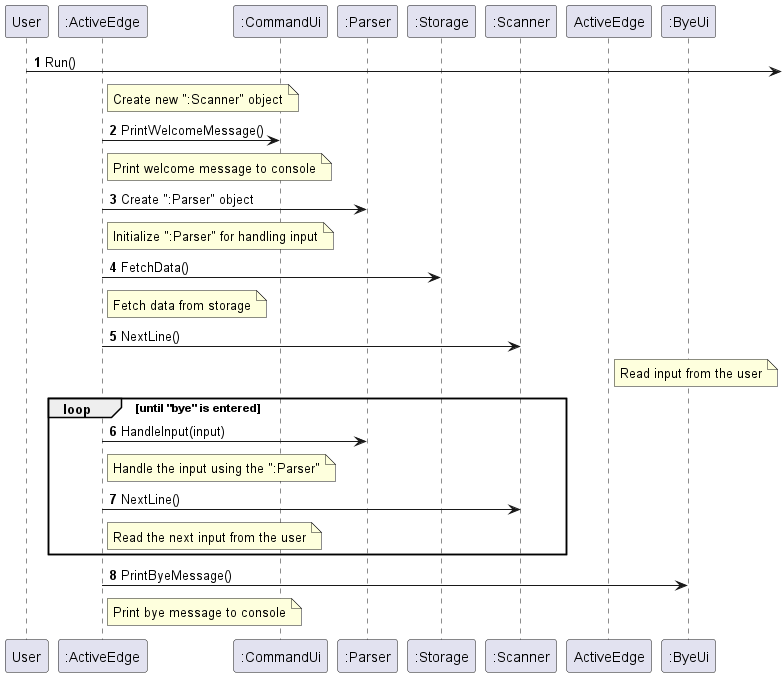 User :ActiveEdge :CommandUi :Parser :Storage :Scanner ActiveEdge :ByeUi
1 Run()
Create new ":Scanner" object
2 PrintWelcomeMessage()
Print welcome message to console
3 Create ":Parser" object
Initialize ":Parser" for handling input
4 FetchData()
Fetch data from storage
5 NextLine()
Read input from the user
loop [until "bye" is entered]
6 HandleInput(input)
Handle the input using the ":Parser"
7 NextLine()
Read the next input from the user
8 PrintByeMessage()
Print bye message to console
User :ActiveEdge :CommandUi :Parser :Storage :Scanner ActiveEdge :ByeUi